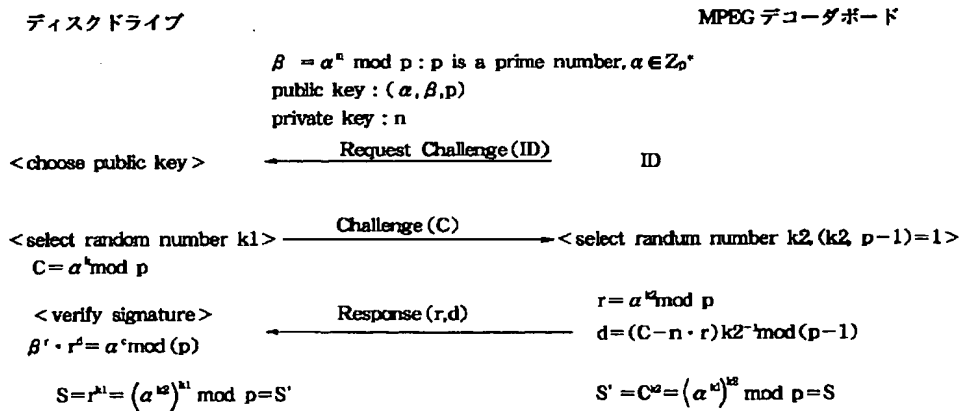 ディスクドライブ
MPEG デコーダボード
β = αⁿ mod p : p is a prime number, α ∈ Zₚ*
public key : (α, β, p)
private key : n
<choose public key>
Request Challenge (ID)
ID
<select random number k1>
Challenge (C)
<select randum number k2, (k2, p−1)=1>
C = αᵏ mod p
<verify signature>
Response (r,d)
r = α^k2 mod p
β^r · r^d = α^c mod (p)
d = (C−n · r) k2⁻¹ mod (p−1)
S = r^k1 = (α^k2)^k1 mod p = S'
S' = C^k2 = (α^k1)^k2 mod p = S